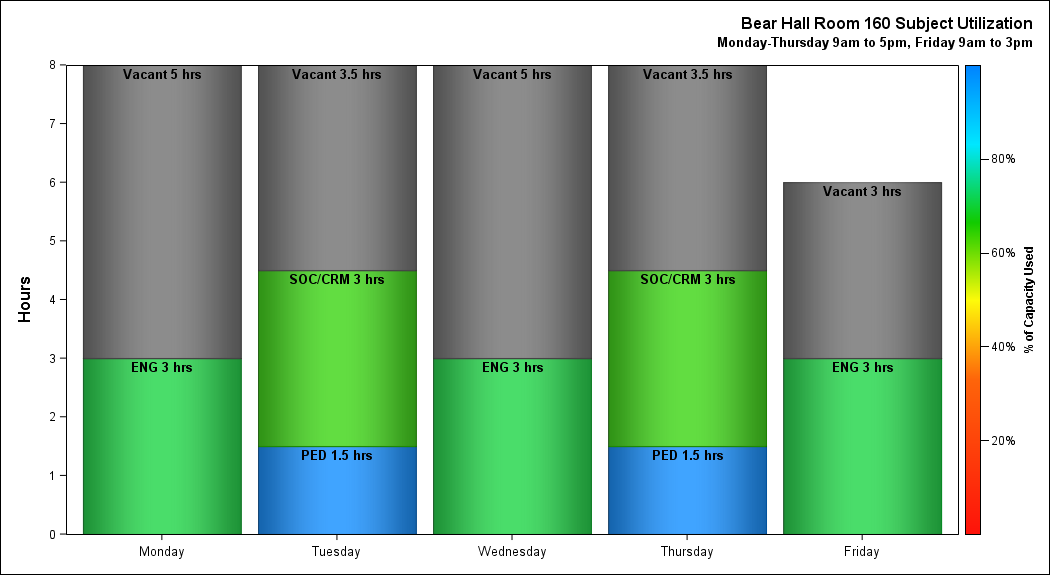 Bear Hall Room 160 Subject Utilization
Monday-Thursday 9am to 5pm, Friday 9am to 3pm
8
7
6
5
4
3
2
1
0
Hours
Vacant 5 hrs
ENG 3 hrs
Vacant 3.5 hrs
SOC/CRM 3 hrs
PED 1.5 hrs
Vacant 5 hrs
ENG 3 hrs
Vacant 3.5 hrs
SOC/CRM 3 hrs
PED 1.5 hrs
Vacant 3 hrs
ENG 3 hrs
Monday
Tuesday
Wednesday
Thursday
Friday
80%
60%
40%
20%
% of Capacity Used